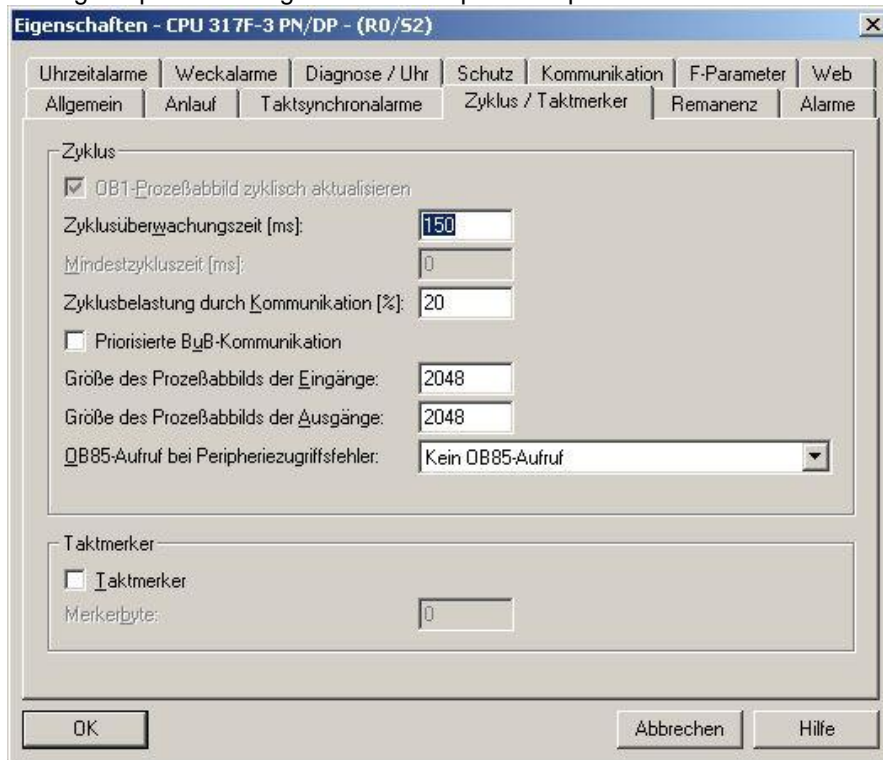 Eigenschaften - CPU 317F-3 PN/DP - (R0/S2)
Uhrzeitalarme Weckalarme Diagnose / Uhr Schutz Kommunikation F-Parameter Web
Allgemein Anlauf Taktsynchronalarme Zyklus / Taktmerker Remanenz Alarme
Zyklus
OB1-Prozeßabbild zyklisch aktualisieren
Zyklusüberwachungszeit [ms]: 150
Mindestzykluszeit [ms]: 0
Zyklusbelastung durch Kommunikation [%]: 20
Priorisierte BuB-Kommunikation
Größe des Prozeßabbilds der Eingänge: 2048
Größe des Prozeßabbilds der Ausgänge: 2048
OB85-Aufruf bei Peripheriezugriffsfehler: Kein OB85-Aufruf
Taktmerker
Taktmerker
Merkerbyte: 0
OK Abbrechen Hilfe